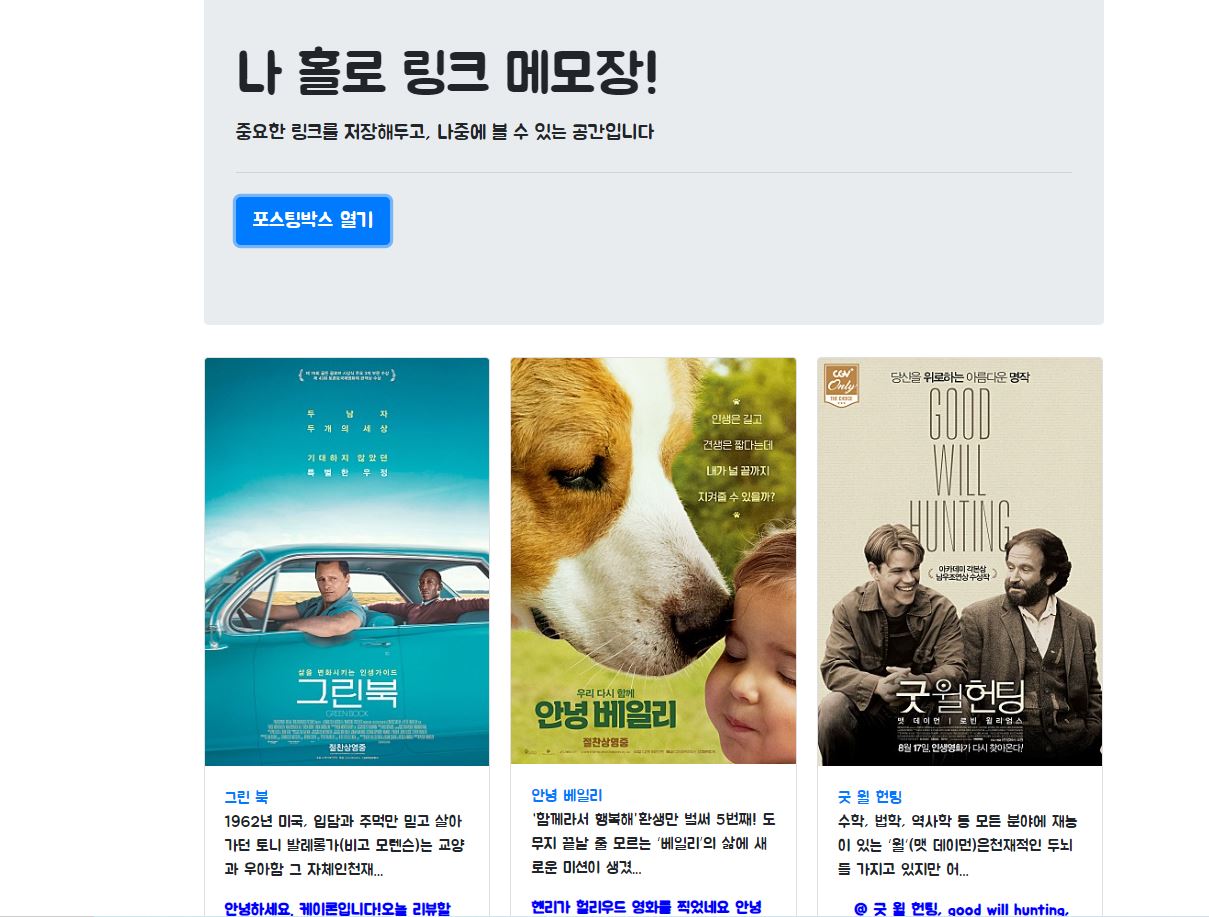 나 홀로 링크 메모장!
중요한 링크를 저장해두고, 나중에 볼 수 있는 공간입니다
포스팅박스 열기
두 남 자
두 개 의 세 상
기 대 하 지 않 았 던
특 별 한 우 정
삶을 변화시키는 인생가이드
그린북
GREEN BOOK
절찬상영중
그린 북
1962년 미국, 입담과 주먹만 믿고 살아
가던 토니 발레롱가(비고 모텐슨)는 교양
과 우아함 그 자체인천재...
안녕하세요, 케이론입니다!오늘 리뷰할
인생은 길고
견생은 짧다는데
내가 널 끝까지
지켜줄 수 있을까?
우리 다시 함께
안녕 베일리
절찬상영중
안녕 베일리
'함께라서 행복해'환생만 벌써 5번째! 도
무지 끝날 줄 모르는 '베일리'의 삶에 새
로운 미션이 생겼...
헨리가 헐리우드 영화를 찍었네요 안녕
CGV
Only
THE CHOICE
당신을 위로하는 아름다운 명작
GOOD
WILL
HUNTING
아카데미 각본상
남우조연상 수상작
굿 윌 헌팅
맷 데이먼 | 로빈 윌리엄스
8월 17일, 인생영화가 다시 찾아온다!
굿 윌 헌팅
수학, 법학, 역사학 등 모든 분야에 재능
이 있는 '윌'(맷 데이먼)은천재적인 두뇌
를 가지고 있지만 어...
@ 굿 윌 헌팅, good will hunting,